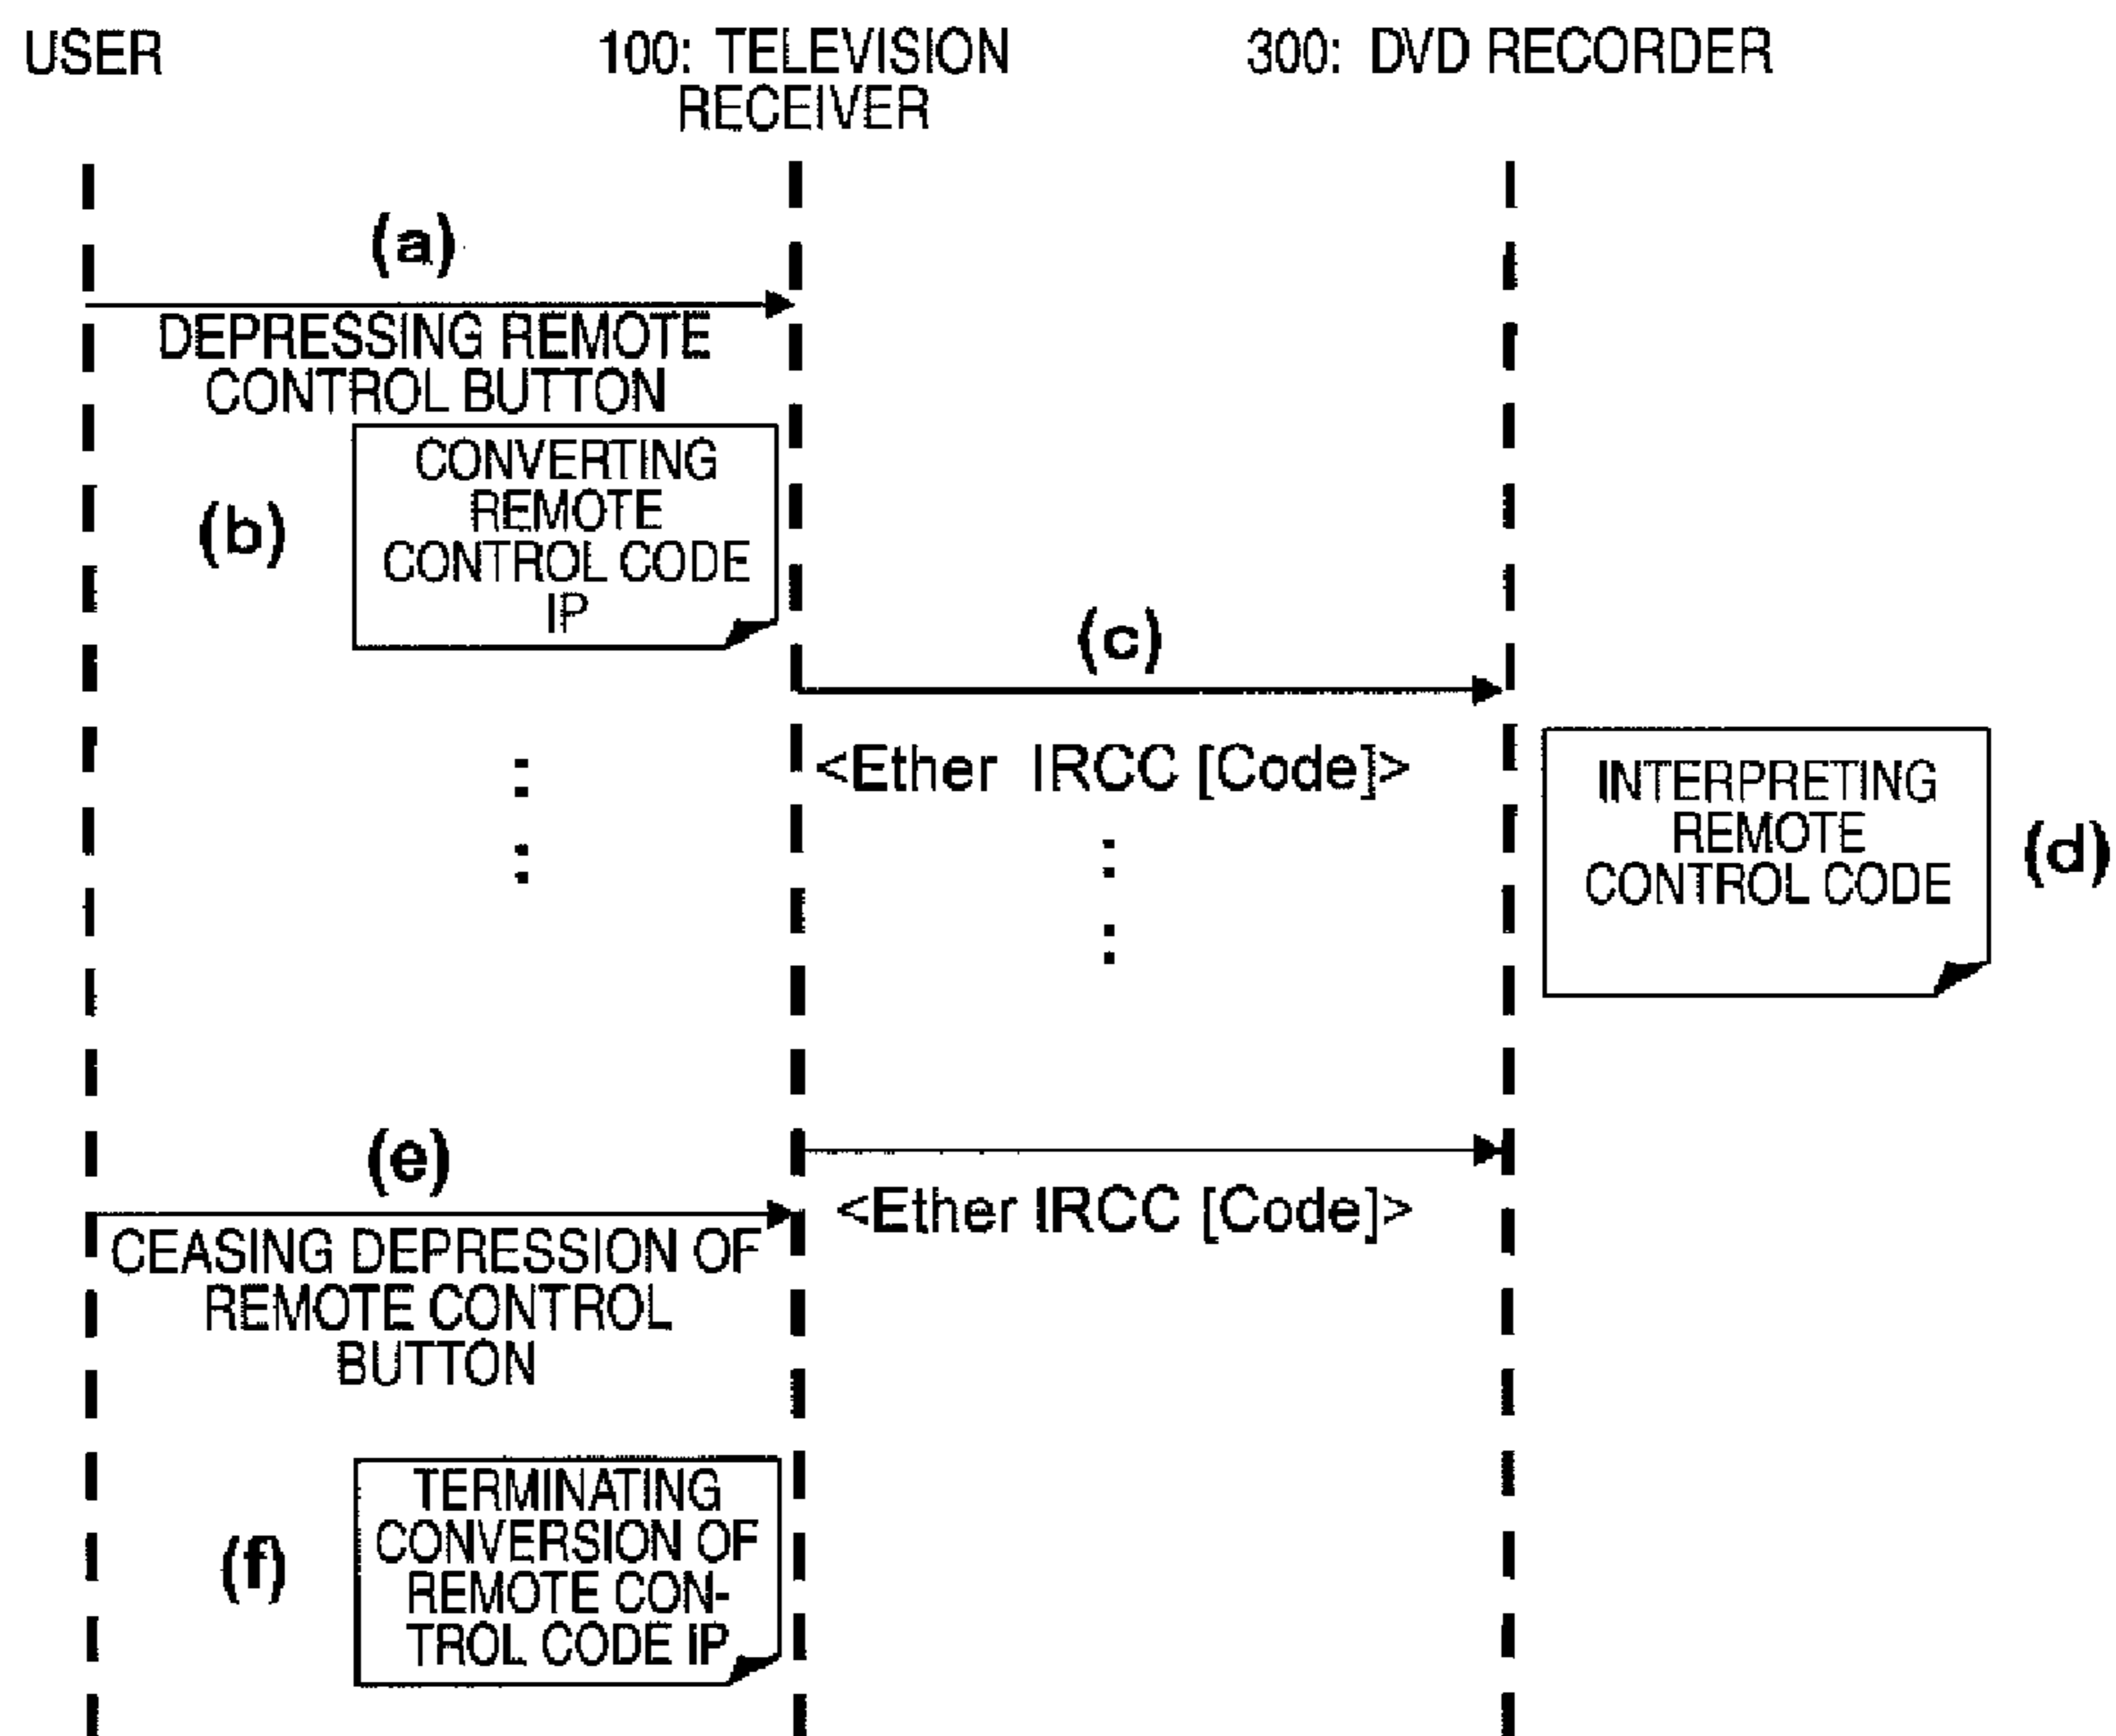 USER
100: TELEVISION
RECEIVER
300: DVD RECORDER
(a)
DEPRESSING REMOTE
CONTROL BUTTON
(b)
CONVERTING
REMOTE
CONTROL CODE
IP
(c)
<Ether IRCC [Code]>
INTERPRETING
REMOTE
CONTROL CODE
(d)
(e)
CEASING DEPRESSION OF
REMOTE CONTROL
BUTTON
<Ether IRCC [Code]>
(f)
TERMINATING
CONVERSION OF
REMOTE CON-
TROL CODE IP